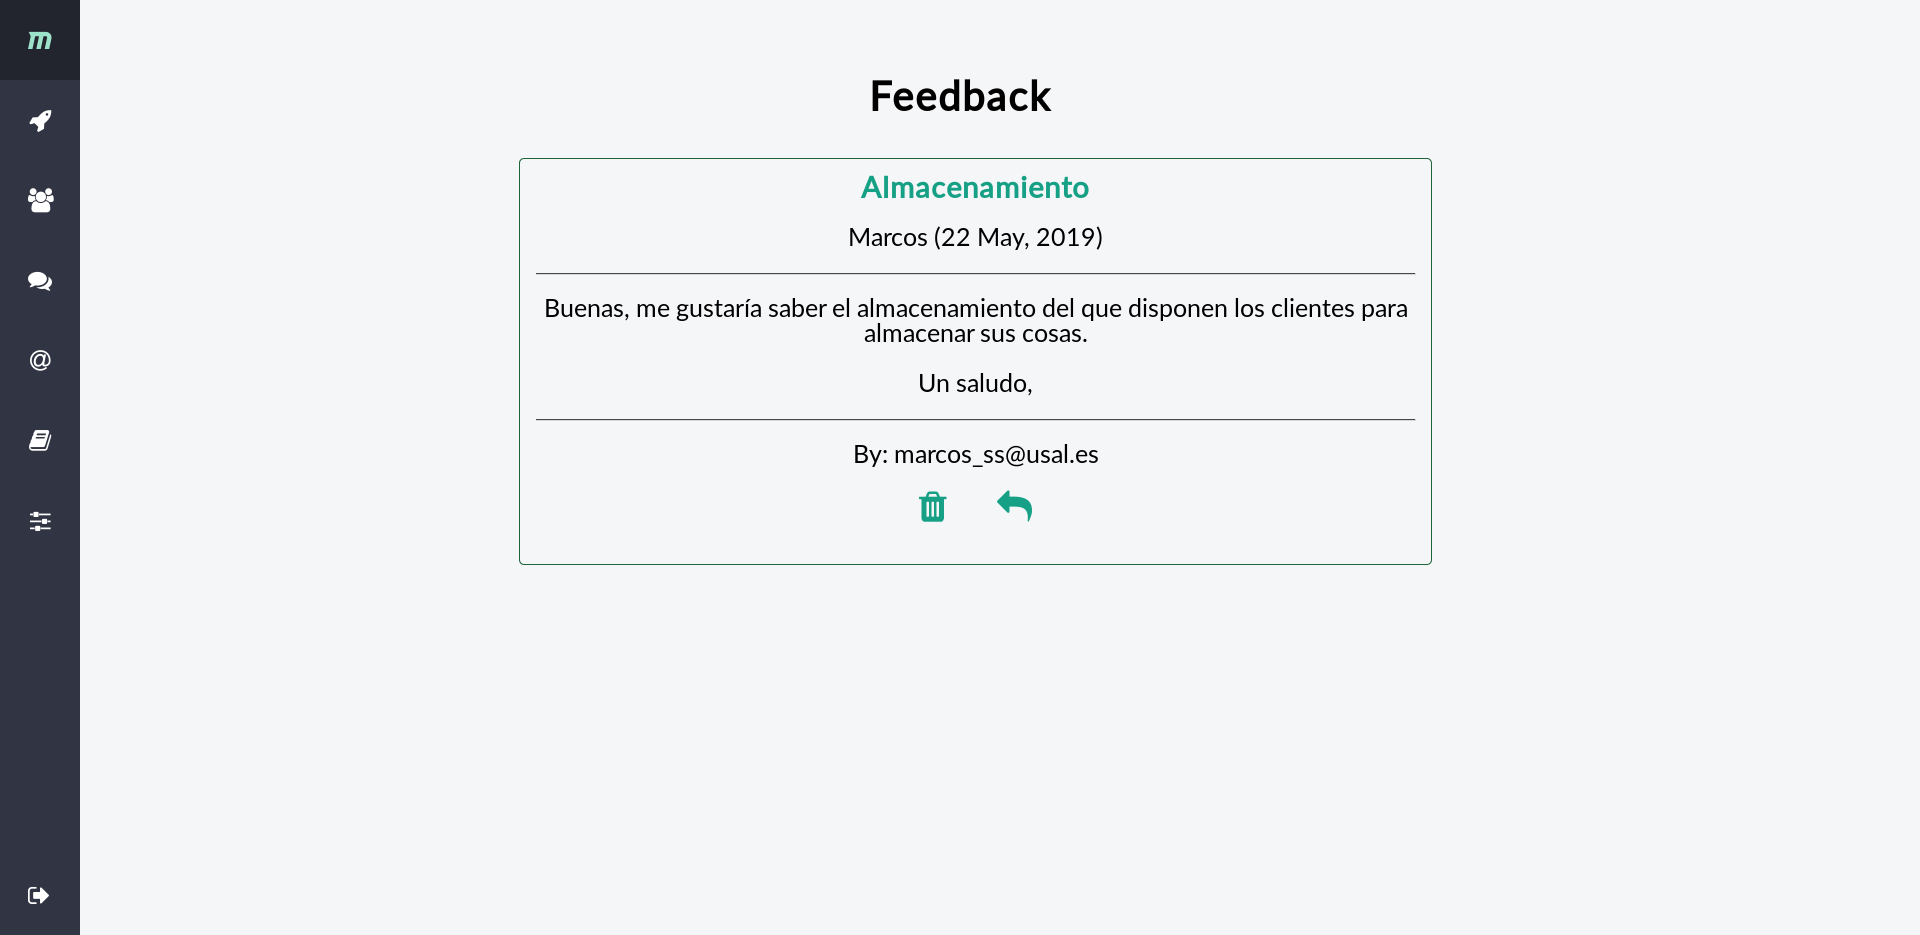 m
Feedback
Almacenamiento
Marcos (22 May, 2019)
Buenas, me gustaría saber el almacenamiento del que disponen los clientes para
almacenar sus cosas.
Un saludo,
By: marcos_ss@usal.es
@